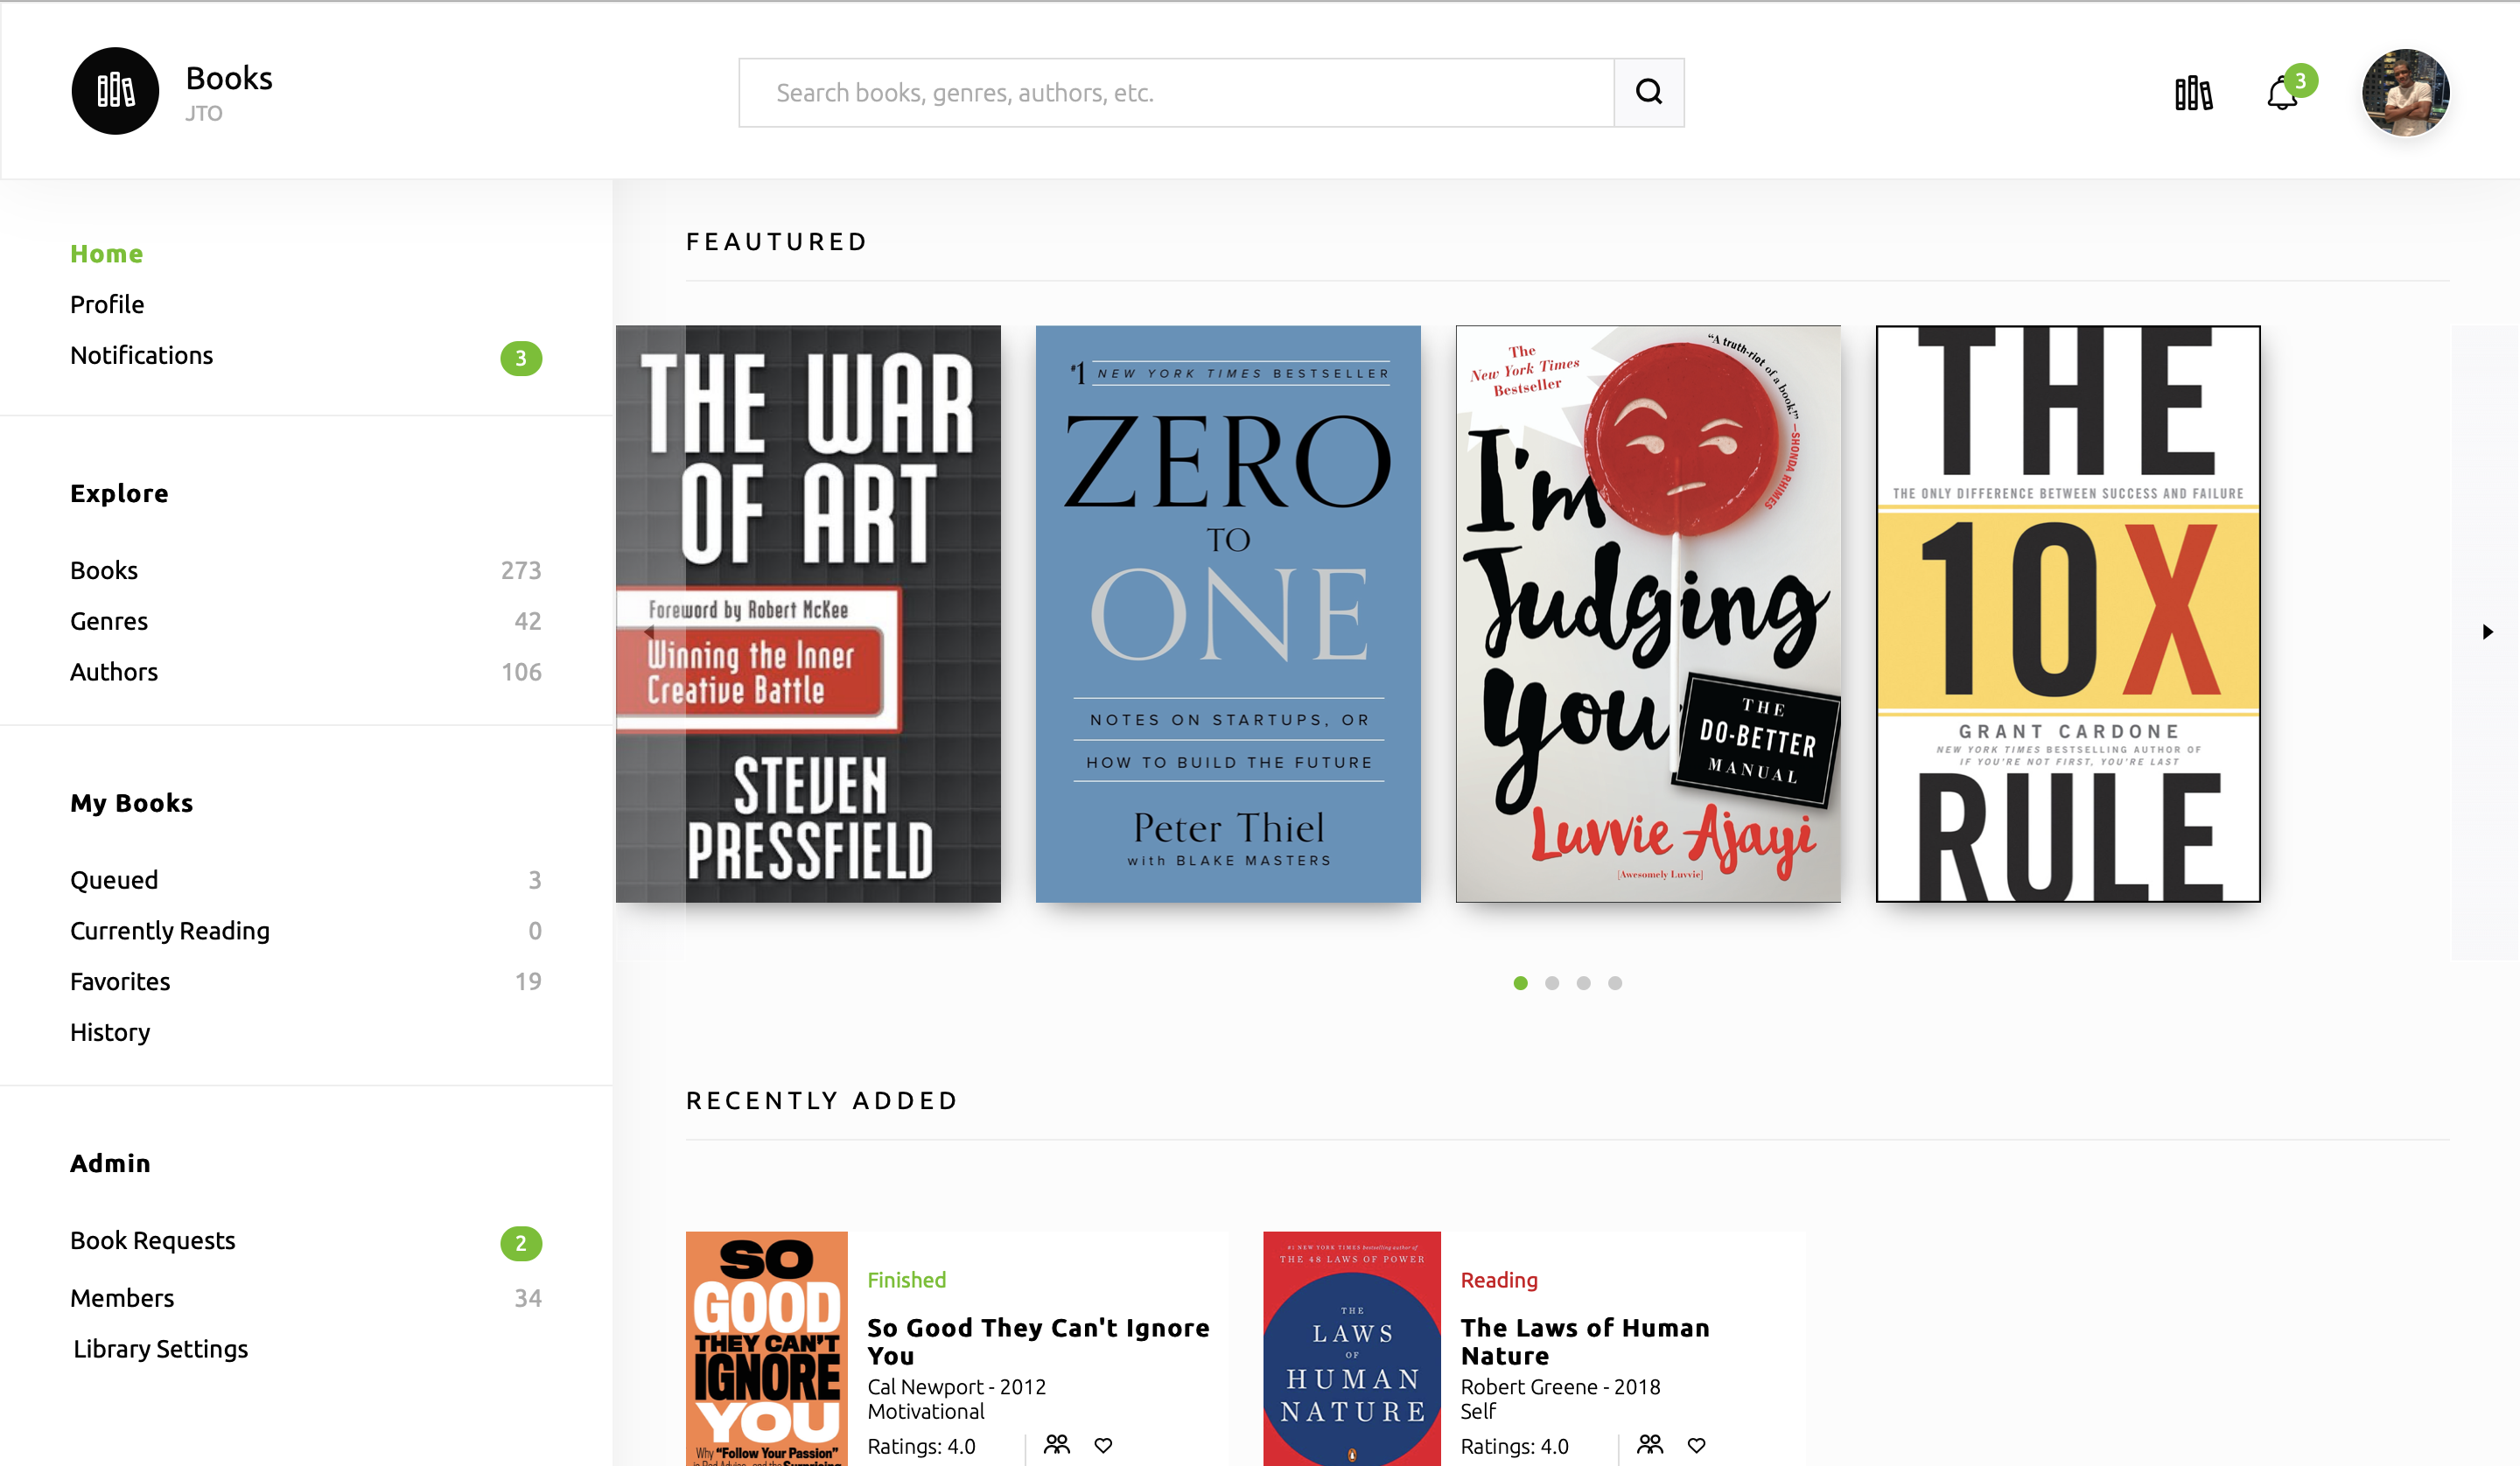 Books
JTO
Search books, genres, authors, etc.
3
Home
Profile
Notifications
3
Explore
Books
273
Genres
42
Authors
106
My Books
Queued
3
Currently Reading
0
Favorites
19
History
Admin
Book Requests
2
Members
34
Library Settings
FEAUTURED
THE WAR
OF ART
Foreword by Robert McKee
Winning the Inner
Creative Battle
STEVEN
PRESSFIELD
#1 NEW YORK TIMES BESTSELLER
ZERO
TO
ONE
NOTES ON STARTUPS, OR
HOW TO BUILD THE FUTURE
Peter Thiel
with BLAKE MASTERS
The
New York Times
Bestseller
"A truth-riot of a book!" —SHONDA RHIMES
I'm
Judging
You
THE
DO-BETTER
MANUAL
Luvvie Ajayi
[Awesomely Luvvie]
THE
THE ONLY DIFFERENCE BETWEEN SUCCESS AND FAILURE
10X
GRANT CARDONE
NEW YORK TIMES BESTSELLING AUTHOR OF
IF YOU'RE NOT FIRST, YOU'RE LAST
RULE
RECENTLY ADDED
SO
GOOD
THEY CAN'T
IGNORE
YOU
Why "Follow Your Passion"
Finished
So Good They Can't Ignore
You
Cal Newport - 2012
Motivational
Ratings: 4.0
#1 NEW YORK TIMES bestselling author of
THE 48 LAWS OF POWER
THE
LAWS
OF
HUMAN
NATURE
Reading
The Laws of Human
Nature
Robert Greene - 2018
Self
Ratings: 4.0